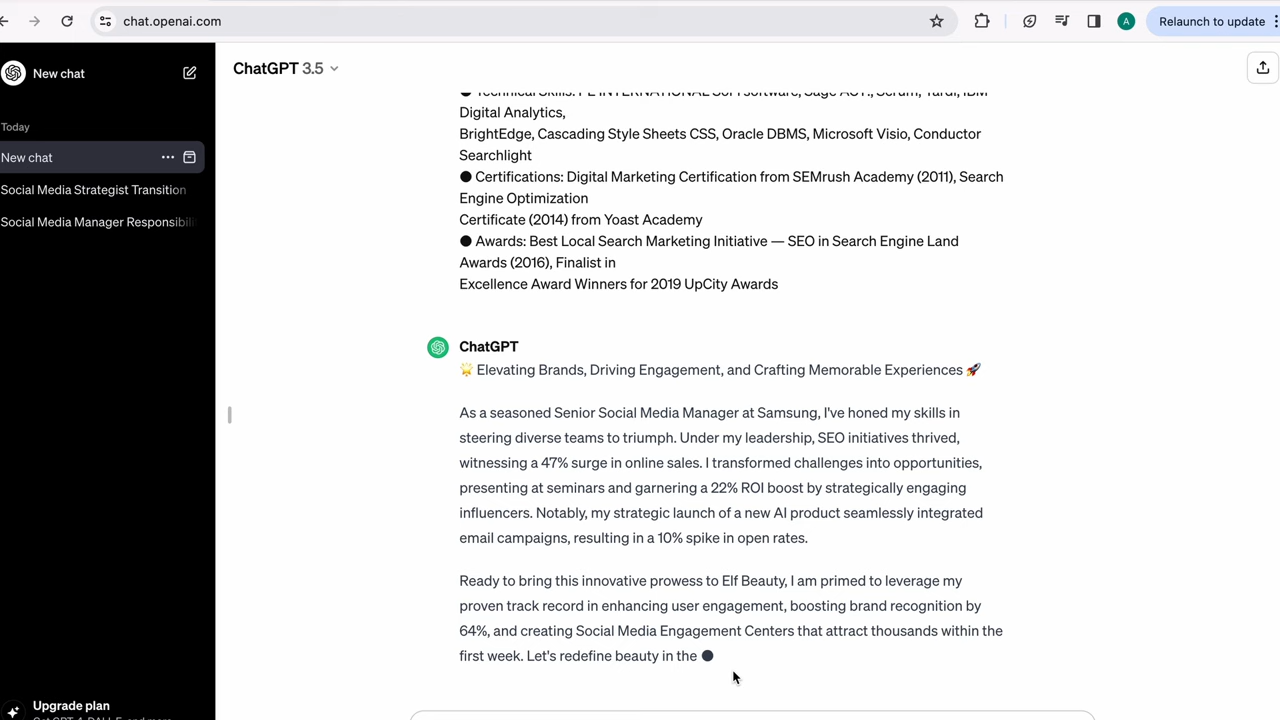 chat.openai.com
A
Relaunch to update
New chat
ChatGPT 3.5
Today
New chat
Social Media Strategist Transition
Social Media Manager Responsibili
● Technical Skills:
Digital Analytics,
BrightEdge, Cascading Style Sheets CSS, Oracle DBMS, Microsoft Visio, Conductor
Searchlight
● Certifications: Digital Marketing Certification from SEMrush Academy (2011), Search
Engine Optimization
Certificate (2014) from Yoast Academy
● Awards: Best Local Search Marketing Initiative — SEO in Search Engine Land
Awards (2016), Finalist in
Excellence Award Winners for 2019 UpCity Awards
ChatGPT
🌟 Elevating Brands, Driving Engagement, and Crafting Memorable Experiences 🚀
As a seasoned Senior Social Media Manager at Samsung, I've honed my skills in
steering diverse teams to triumph. Under my leadership, SEO initiatives thrived,
witnessing a 47% surge in online sales. I transformed challenges into opportunities,
presenting at seminars and garnering a 22% ROI boost by strategically engaging
influencers. Notably, my strategic launch of a new AI product seamlessly integrated
email campaigns, resulting in a 10% spike in open rates.
Ready to bring this innovative prowess to Elf Beauty, I am primed to leverage my
proven track record in enhancing user engagement, boosting brand recognition by
64%, and creating Social Media Engagement Centers that attract thousands within the
first week. Let's redefine beauty in the ●
Upgrade plan